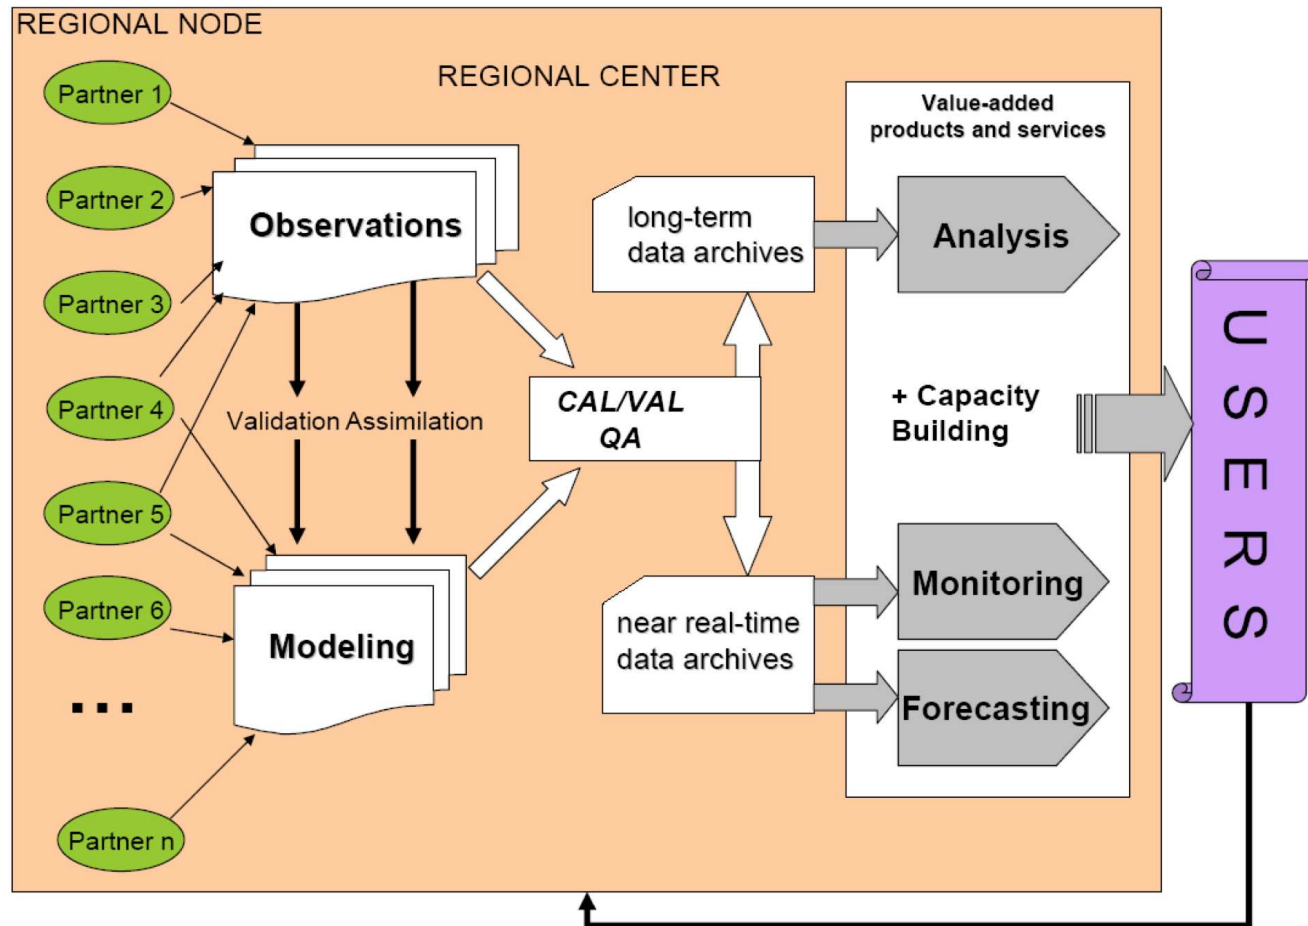 REGIONAL NODE
REGIONAL CENTER
Partner 1
Partner 2
Partner 3
Partner 4
Partner 5
Partner 6
...
Partner n
Observations
Validation Assimilation
Modeling
CAL/VAL
QA
long-term
data archives
near real-time
data archives
Value-added
products and services
Analysis
+ Capacity
Building
Monitoring
Forecasting
USERS